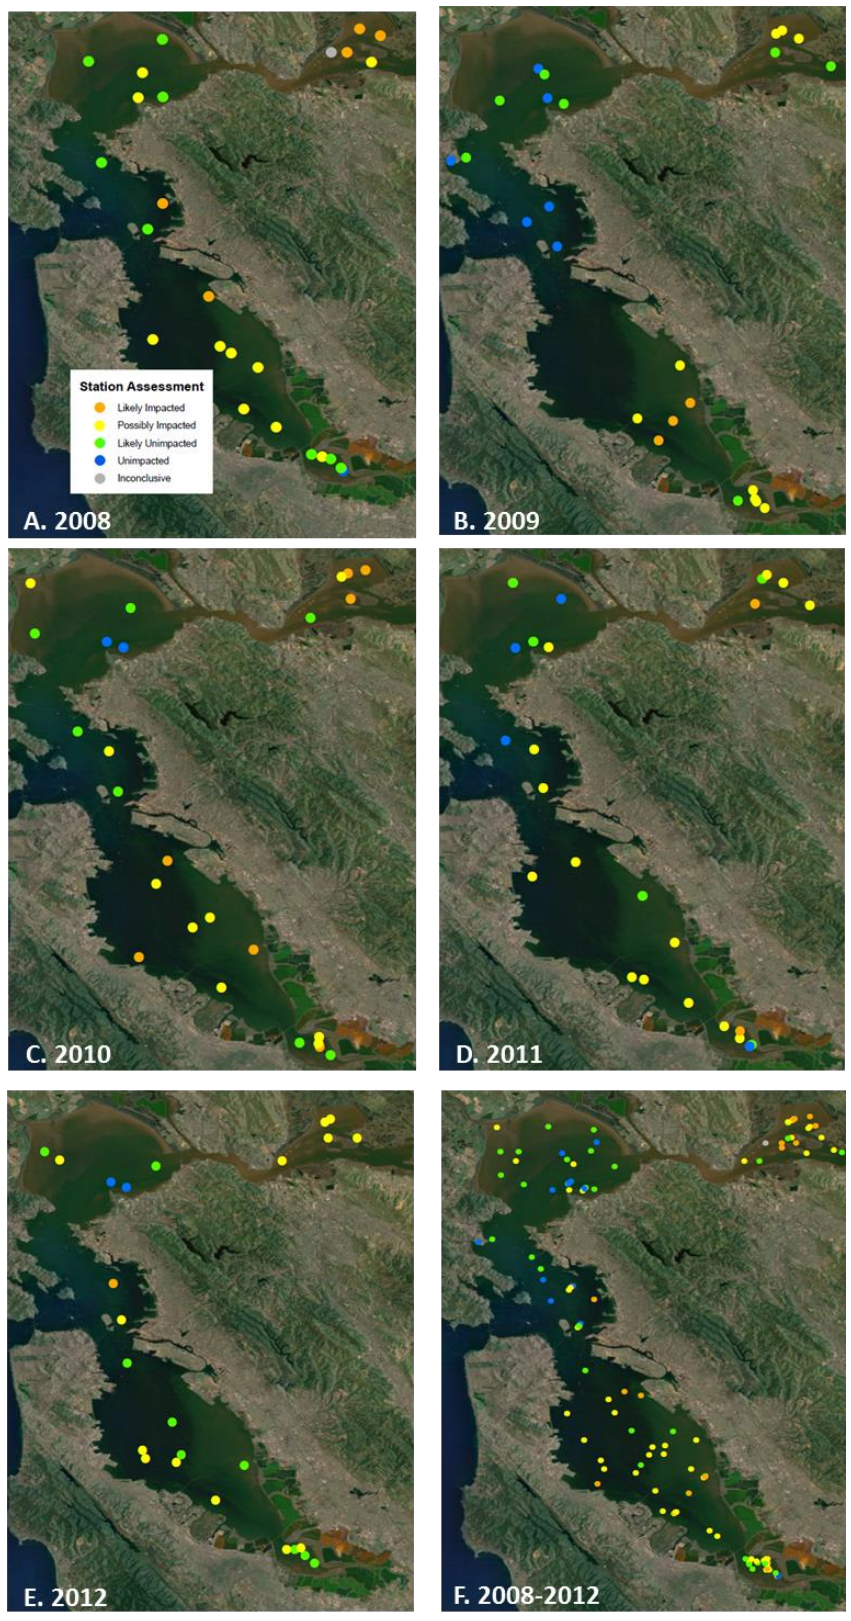 Station Assessment
Likely Impacted
Possibly Impacted
Likely Unimpacted
Unimpacted
Inconclusive
A. 2008
B. 2009
C. 2010
D. 2011
E. 2012
F. 2008-2012